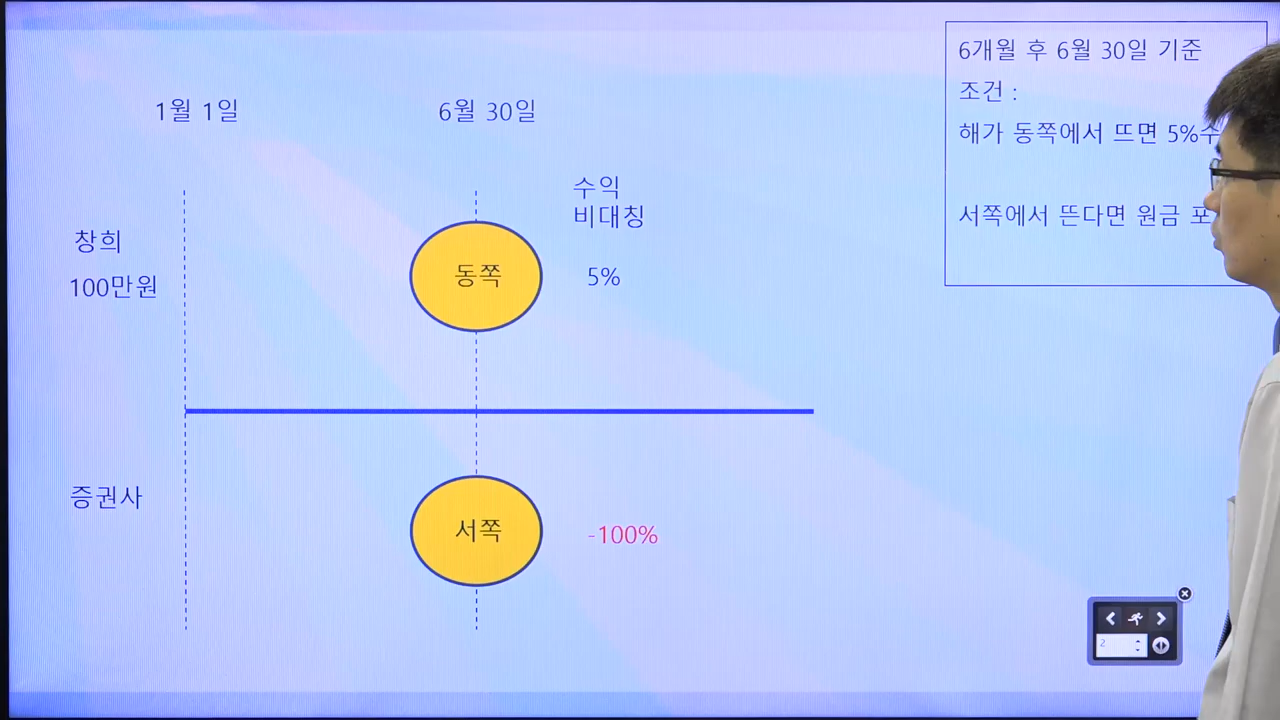 1월 1일
6월 30일
창희
100만원
동쪽
수익
비대칭
5%
증권사
서쪽
-100%
6개월 후 6월 30일 기준
조건 :
해가 동쪽에서 뜨면 5%수
서쪽에서 뜬다면 원금 포
2